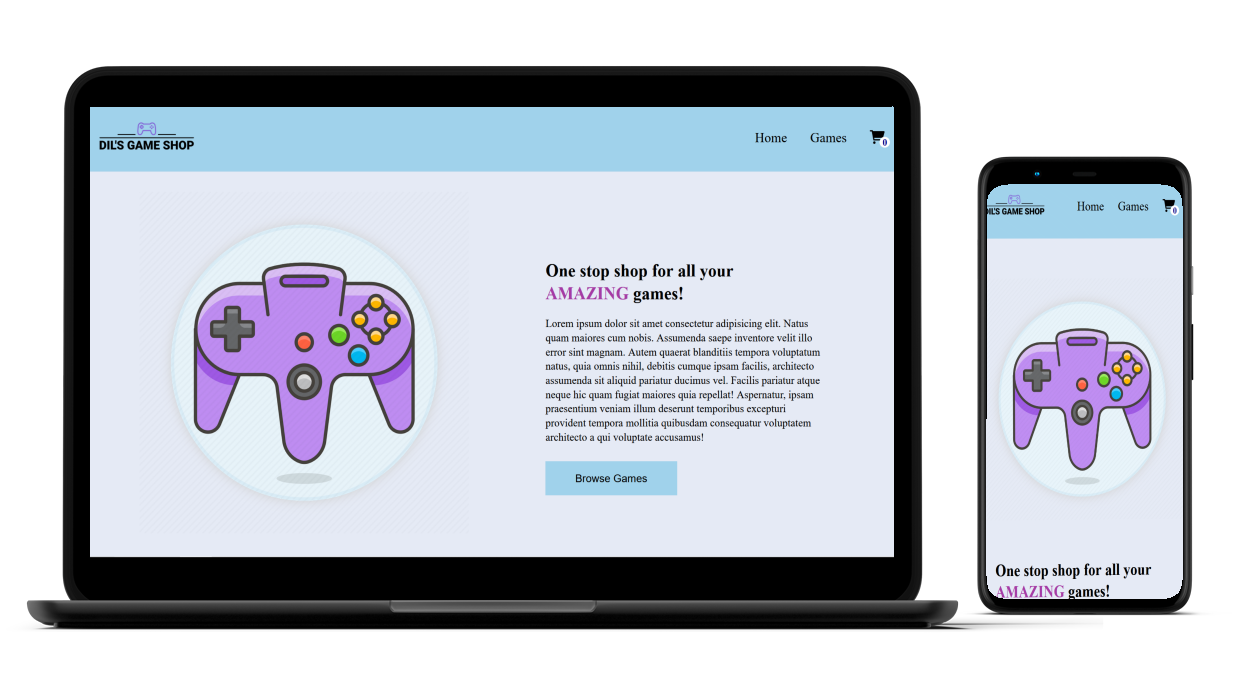 DIL'S GAME SHOP
Home Games 0
One stop shop for all your
AMAZING games!
Lorem ipsum dolor sit amet consectetur adipisicing elit. Natus
quam maiores cum nobis. Assumenda saepe inventore velit illo
error sint magnam. Autem quaerat blanditiis tempora voluptatum
natus, quia omnis nihil, debitis cumque ipsam facilis, architecto
assumenda sit aliquid pariatur ducimus vel. Facilis pariatur atque
neque hic quam fugiat maiores quia repellat! Aspernatur, ipsam
praesentium veniam illum deserunt temporibus excepturi
provident tempora mollitia quibusdam consequatur voluptatem
architecto a qui voluptate accusamus!
Browse Games
DIL'S GAME SHOP
Home Games 0
One stop shop for all your
AMAZING games!